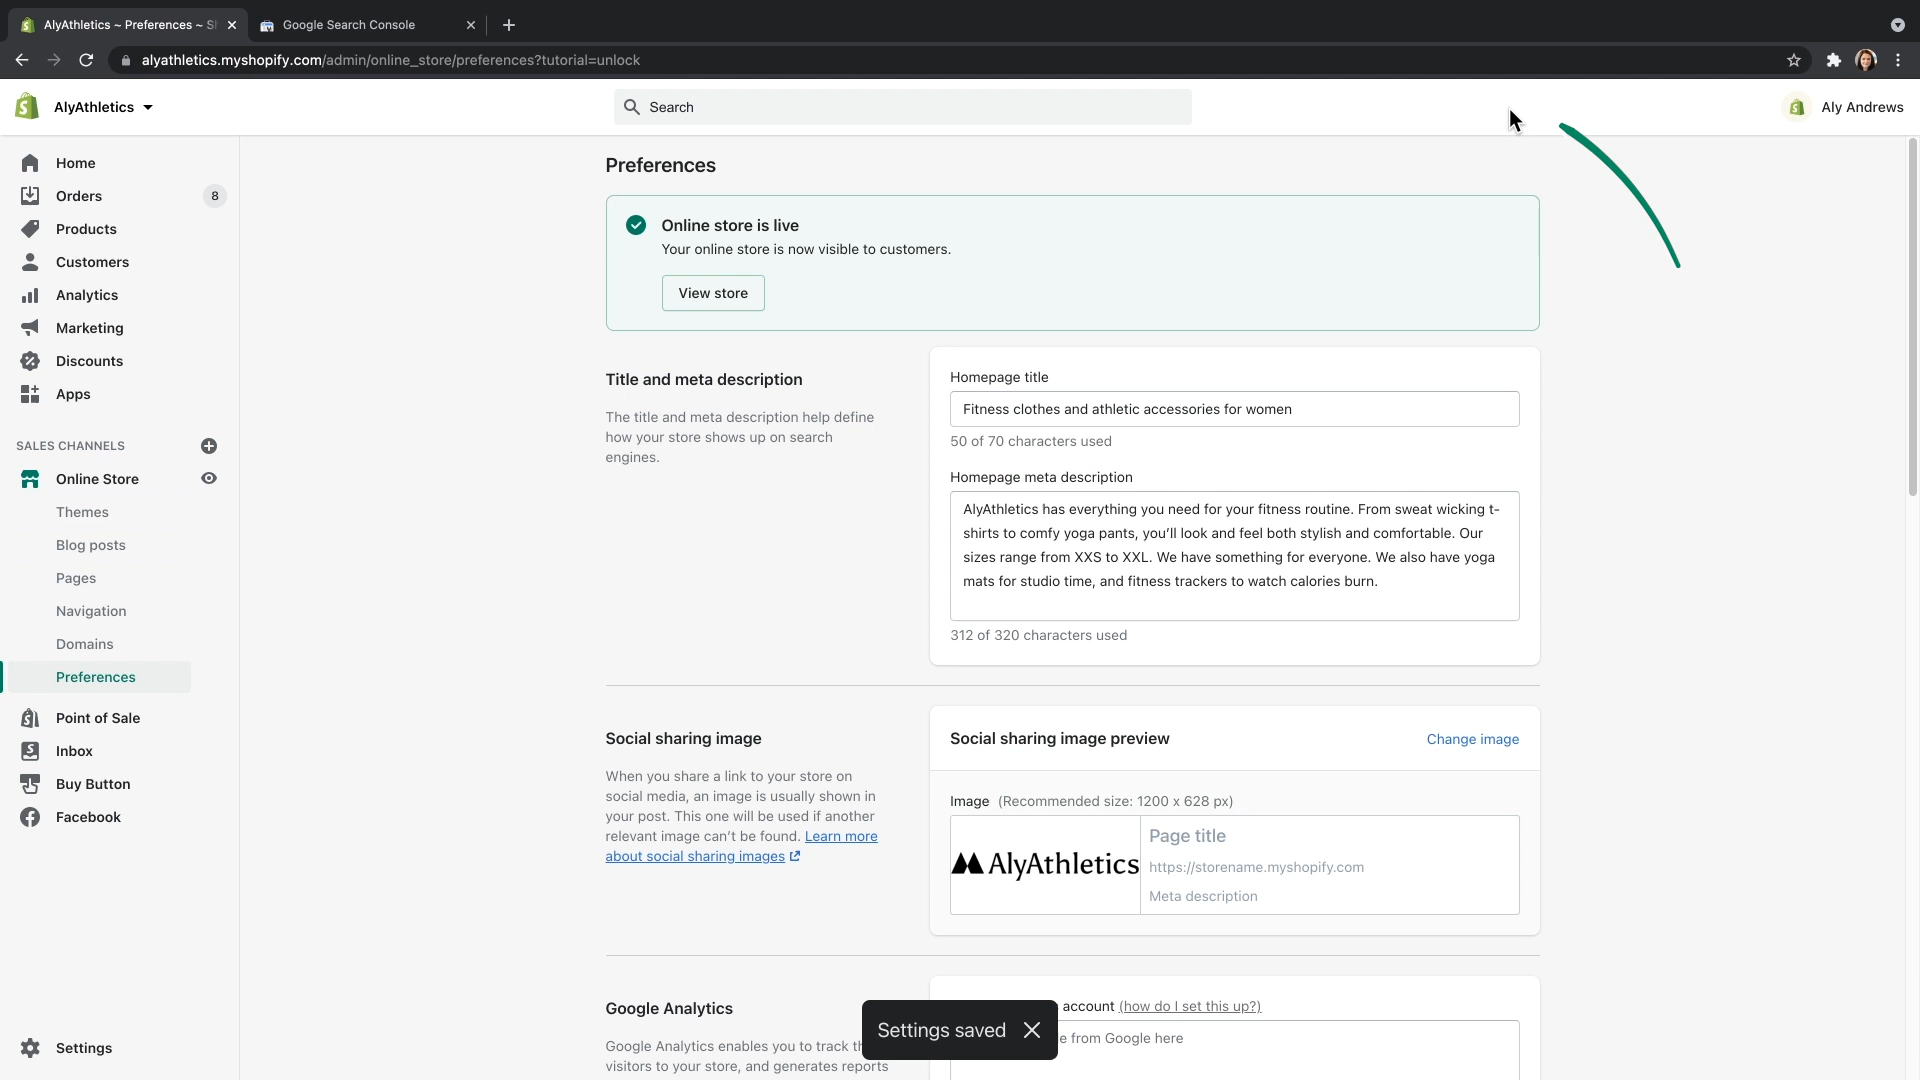 AlyAthletics ~ Preferences ~ S
Google Search Console
alyathletics.myshopify.com/admin/online_store/preferences?tutorial=unlock
AlyAthletics
Search
Aly Andrews
Home
Orders
8
Products
Customers
Analytics
Marketing
Discounts
Apps
SALES CHANNELS
Online Store
Themes
Blog posts
Pages
Navigation
Domains
Preferences
Point of Sale
Inbox
Buy Button
Facebook
Settings
Preferences
Online store is live
Your online store is now visible to customers.
View store
Title and meta description
The title and meta description help define
how your store shows up on search
engines.
Homepage title
Fitness clothes and athletic accessories for women
50 of 70 characters used
Homepage meta description
AlyAthletics has everything you need for your fitness routine. From sweat wicking t-
shirts to comfy yoga pants, you’ll look and feel both stylish and comfortable. Our
sizes range from XXS to XXL. We have something for everyone. We also have yoga
mats for studio time, and fitness trackers to watch calories burn.
312 of 320 characters used
Social sharing image
When you share a link to your store on
social media, an image is usually shown in
your post. This one will be used if another
relevant image can’t be found. Learn more
about social sharing images
Social sharing image preview
Change image
Image (Recommended size: 1200 x 628 px)
AlyAthletics
Page title
https://storename.myshopify.com
Meta description
Google Analytics
Google Analytics enables you to track
visitors to your store, and generates reports
account (how do I set this up?)
from Google here
Settings saved